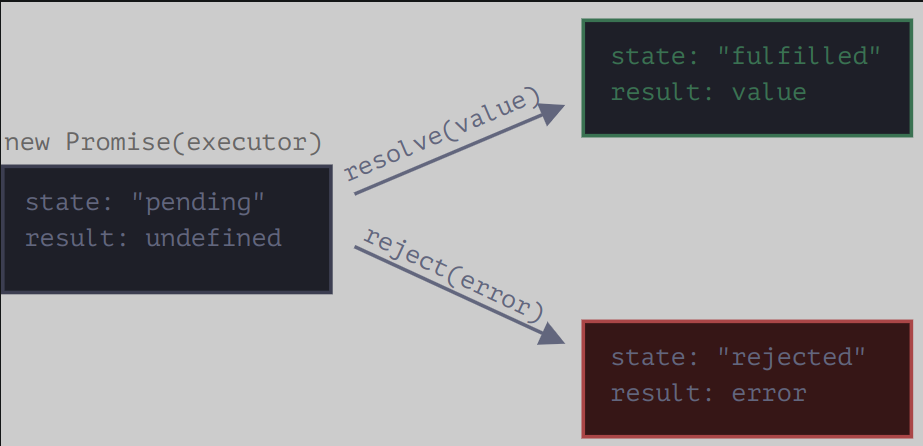 new Promise(executor)
state: "pending"
result: undefined
resolve(value)
reject(error)
state: "fulfilled"
result: value
state: "rejected"
result: error